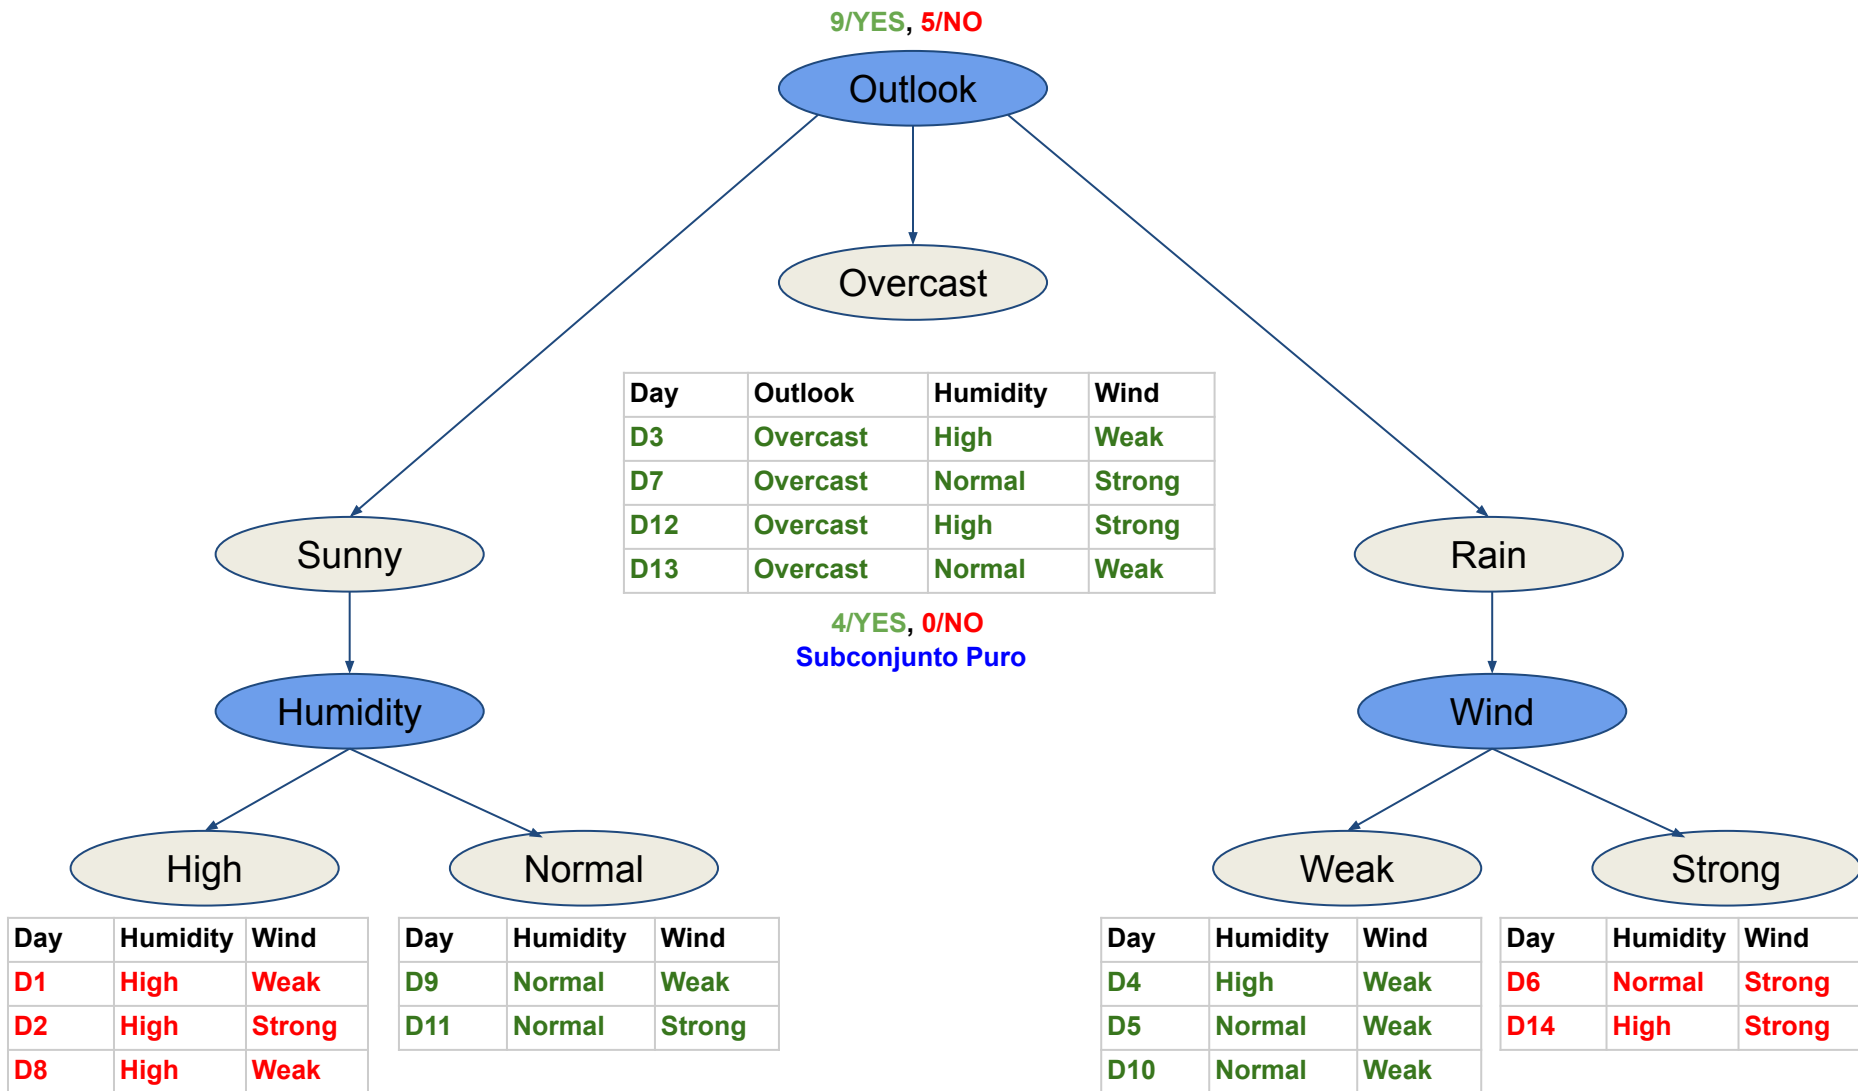 9/YES, 5/NO
Outlook
Overcast
Day Outlook Humidity Wind
D3 Overcast High Weak
D7 Overcast Normal Strong
D12 Overcast High Strong
D13 Overcast Normal Weak
4/YES, 0/NO
Subconjunto Puro
Sunny
Rain
Humidity
Wind
High
Normal
Weak
Strong
Day Humidity Wind
D1 High Weak
D2 High Strong
D8 High Weak
Day Humidity Wind
D9 Normal Weak
D11 Normal Strong
Day Humidity Wind
D4 High Weak
D5 Normal Weak
D10 Normal Weak
Day Humidity Wind
D6 Normal Strong
D14 High Strong